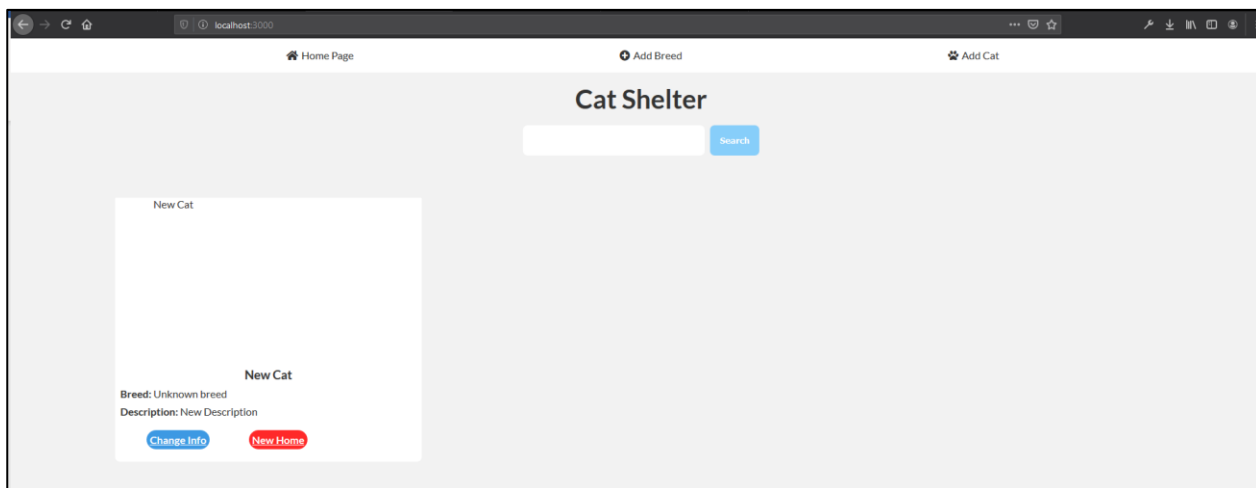 localhost:3000
Home Page Add Breed Add Cat
Cat Shelter
Search
New Cat
New Cat
Breed: Unknown breed
Description: New Description
Change Info New Home